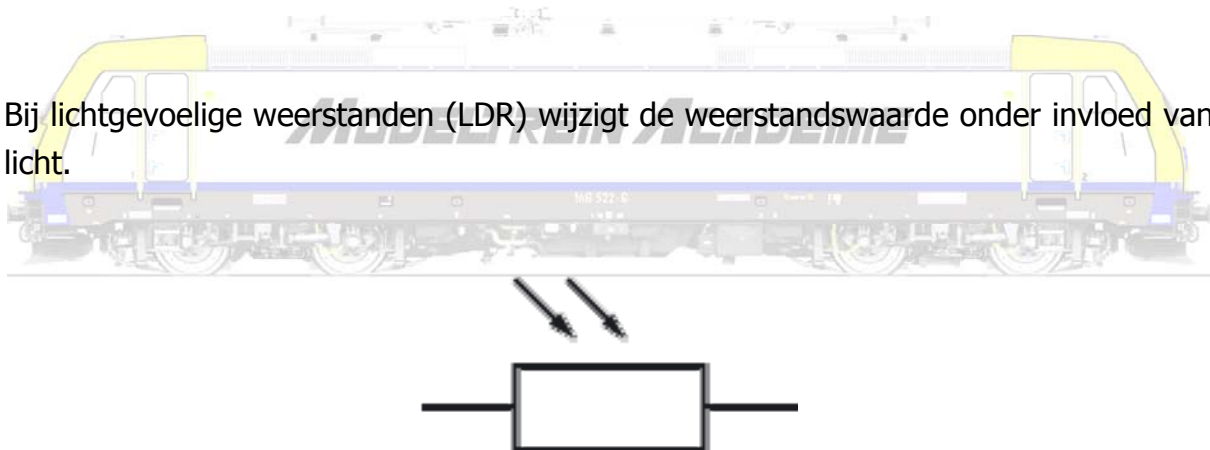 Bij lichtgevoelige weerstanden (LDR) wijzigt de weerstandswaarde onder invloed van
MODELTREIN ACADEMIE
licht.